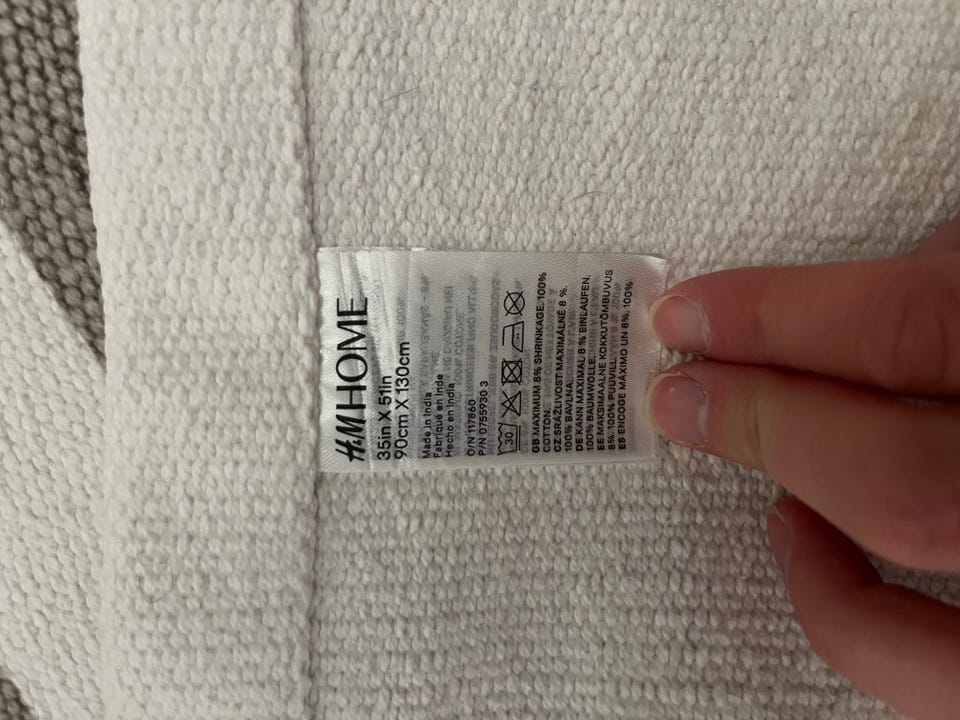 H&M HOME
35in X 51in
90cm X 130cm
Made in India
Fabriqué en Inde
Hecho en India
O/N 117860
P/N 0755930 3
30
GB MAXIMUM 8% SHRINKAGE. 100%
COTTON.
CZ SRÁŽLIVOST MAXIMÁLNĚ 8 %.
100% BAVLNA.
DE KANN MAXIMAL 8 % EINLAUFEN.
100% BAUMWOLLE.
EE MAKSIMAALNE KOKKUTÕMBUVUS
8%. 100% PUUVILL.
ES ENCOGE MAXIMO UN 8%. 100%